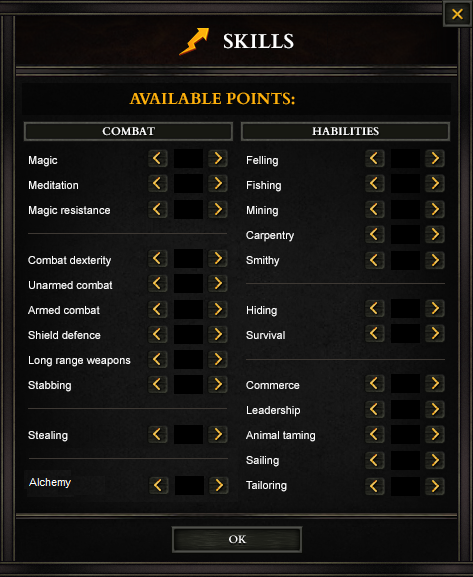 SKILLS
AVAILABLE POINTS:
COMBAT
Magic
Meditation
Magic resistance
Combat dexterity
Unarmed combat
Armed combat
Shield defence
Long range weapons
Stabbing
Stealing
Alchemy
HABILITIES
Felling
Fishing
Mining
Carpentry
Smithy
Hiding
Survival
Commerce
Leadership
Animal taming
Sailing
Tailoring
OK